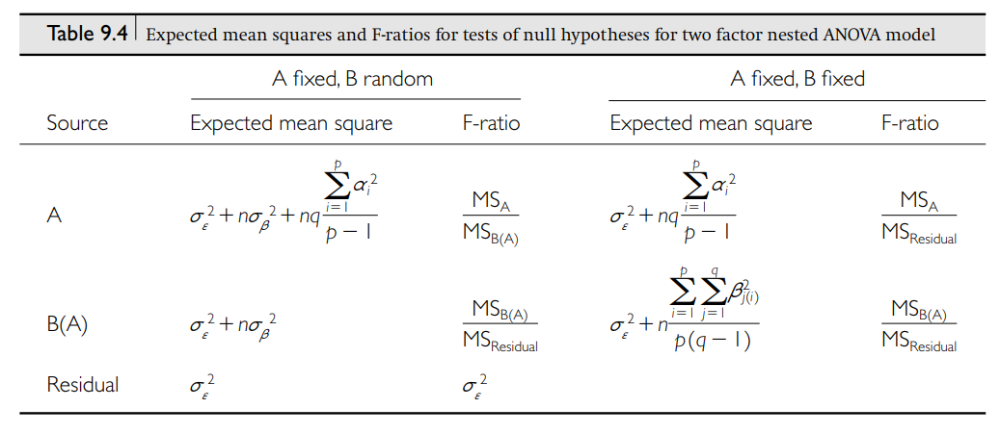 Table 9.4 Expected mean squares and F-ratios for tests of null hypotheses for two factor nested ANOVA model
A fixed, B random A fixed, B fixed
Source Expected mean square F-ratio Expected mean square F-ratio
A $\sigma_\varepsilon^2 + n\sigma_\beta^2 + nq\frac{\sum_{i=1}^{p}\alpha_i^2}{p-1}$ $\frac{MS_A}{MS_{B(A)}}$ $\sigma_\varepsilon^2 + nq\frac{\sum_{i=1}^{p}\alpha_i^2}{p-1}$ $\frac{MS_A}{MS_{Residual}}$
B(A) $\sigma_\varepsilon^2 + n\sigma_\beta^2$ $\frac{MS_{B(A)}}{MS_{Residual}}$ $\sigma_\varepsilon^2 + n\frac{\sum_{i=1}^{p}\sum_{j=1}^{q}\beta_{j(i)}^2}{p(q-1)}$ $\frac{MS_{B(A)}}{MS_{Residual}}$
Residual $\sigma_\varepsilon^2$ $\sigma_\varepsilon^2$